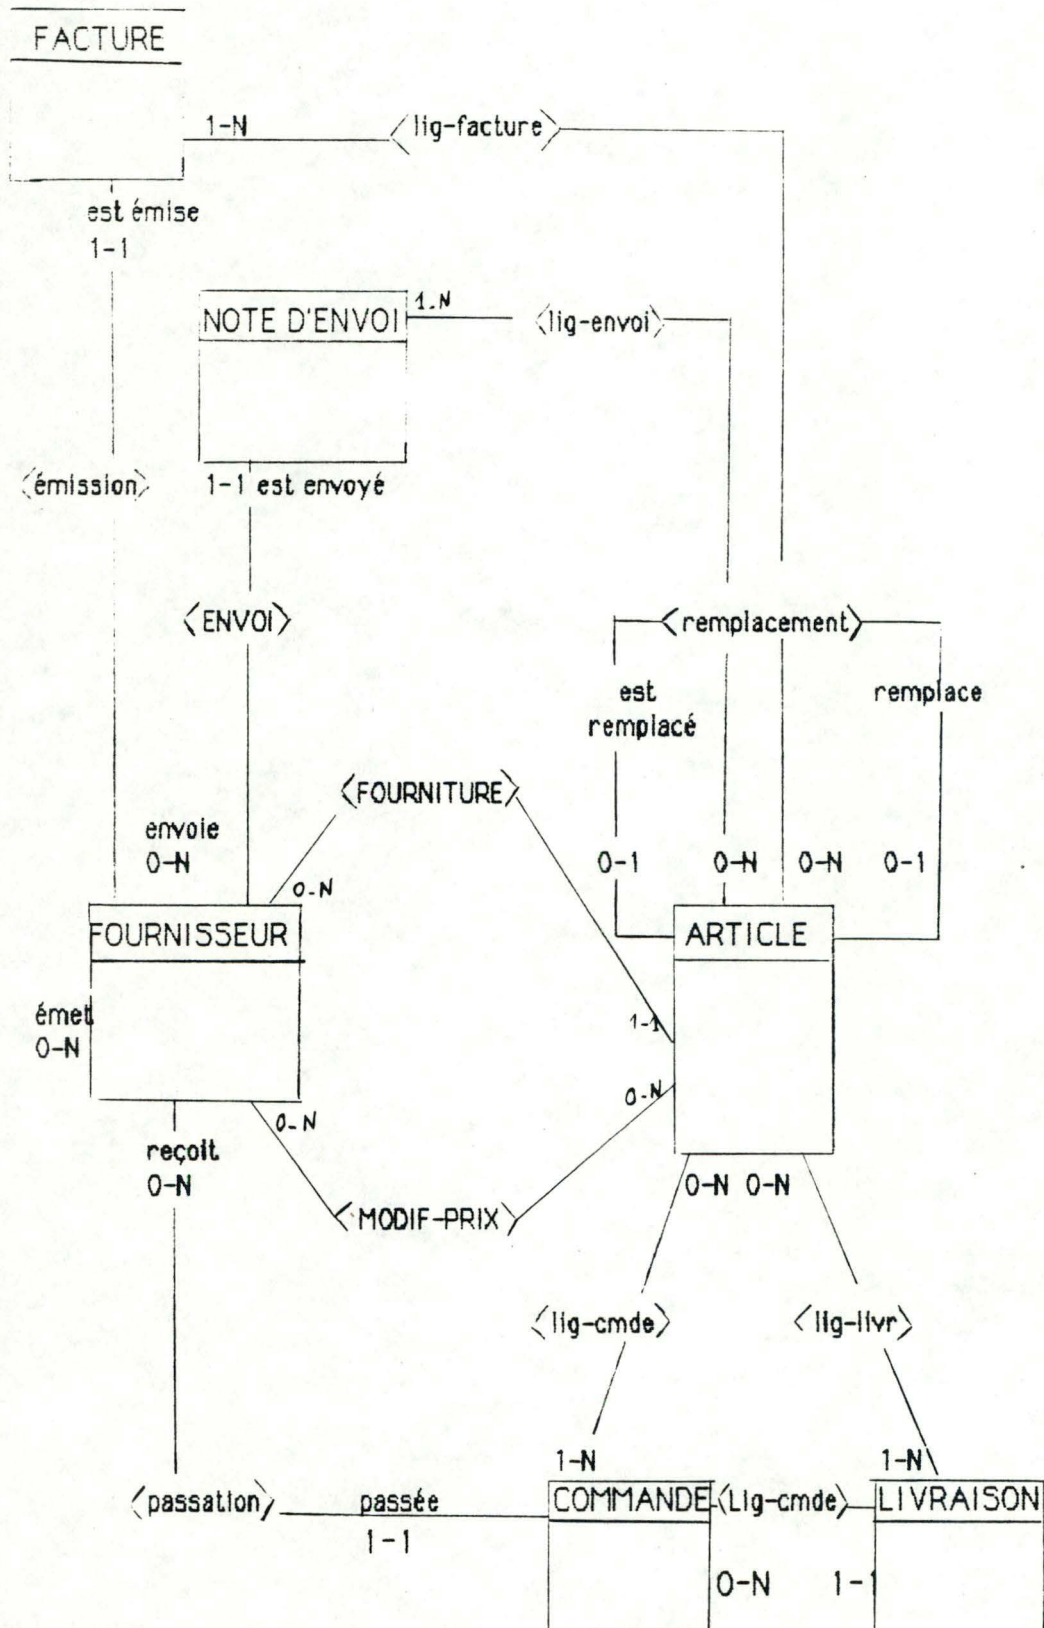 FACTURE
1-N
<lig-facture>
est émise
1-1
NOTE D'ENVOI
1-N
<lig-envoi>
<émission>
1-1 est envoyé
<ENVOI>
<remplacement>
est
remplacé
remplace
<FOURNITURE>
envoie
0-N
0-N
0-1
0-N
0-N
0-1
FOURNISSEUR
ARTICLE
émet
0-N
1-1
0-N
0-N
reçoit
0-N
0-N 0-N
<MODIF-PRIX>
<lig-cmde>
<lig-livr>
1-N
1-N
<passation>
passée
1-1
COMMANDE
<Lig-cmde>
LIVRAISON
0-N
1-1